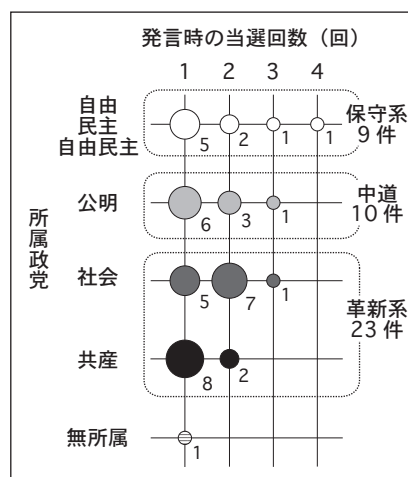 発言時の当選回数（回）
1 2 3 4
自由
民主
自由民主
5 2 1 1
保守系
9件
公明
6 3 1
中道
10件
所属政党
社会
5 7 1
革新系
23件
共産
8 2
無所属
1